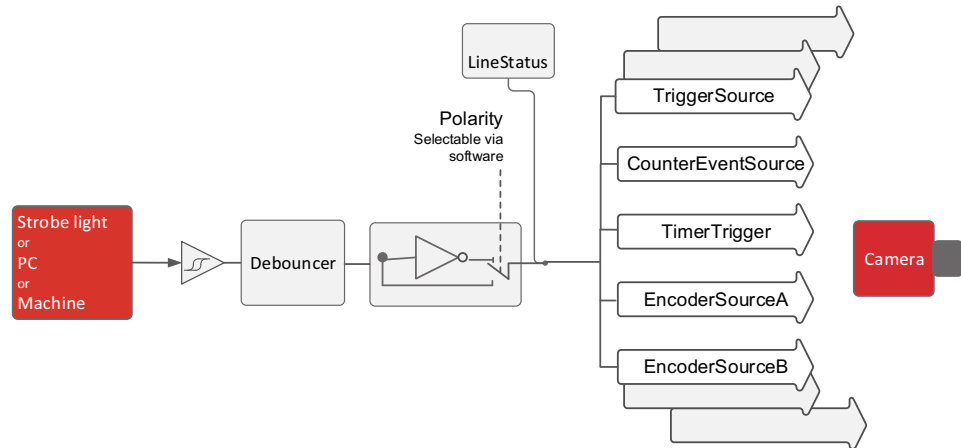 LineStatus
TriggerSource
Polarity
Selectable via
software
CounterEventSource
Strobe light
or
PC
or
Machine
Debouncer
TimerTrigger
Camera
EncoderSourceA
EncoderSourceB